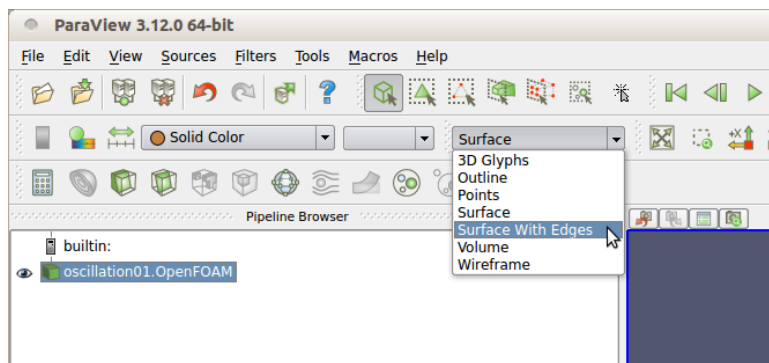 ParaView 3.12.0 64-bit
File Edit View Sources Filters Tools Macros Help
?
Solid Color Surface
+X
3D Glyphs
Outline
Points
Surface
Surface With Edges
Volume
Wireframe
Pipeline Browser
builtin:
oscillation01.OpenFOAM